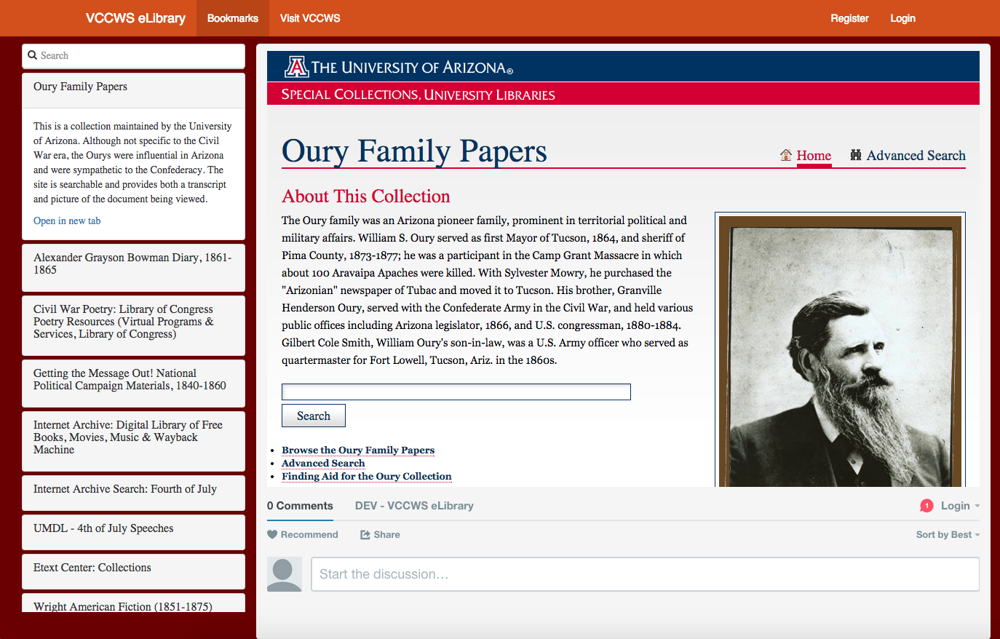 VCCWS eLibrary
Bookmarks
Visit VCCWS
Register
Login
Search
Oury Family Papers
This is a collection maintained by the University
of Arizona. Although not specific to the Civil
War era, the Ourys were influential in Arizona
and were sympathetic to the Confederacy. The
site is searchable and provides both a transcript
and picture of the document being viewed.
Open in new tab
Alexander Grayson Bowman Diary, 1861-
1865
Civil War Poetry: Library of Congress
Poetry Resources (Virtual Programs &
Services, Library of Congress)
Getting the Message Out! National
Political Campaign Materials, 1840-1860
Internet Archive: Digital Library of Free
Books, Movies, Music & Wayback
Machine
Internet Archive Search: Fourth of July
UMDL - 4th of July Speeches
Etext Center: Collections
Wright American Fiction (1851-1875)
A THE UNIVERSITY OF ARIZONA®
SPECIAL COLLECTIONS, UNIVERSITY LIBRARIES
Oury Family Papers
Home
Advanced Search
About This Collection
The Oury family was an Arizona pioneer family, prominent in territorial political and
military affairs. William S. Oury served as first Mayor of Tucson, 1864, and sheriff of
Pima County, 1873-1877; he was a participant in the Camp Grant Massacre in which
about 100 Aravaipa Apaches were killed. With Sylvester Mowry, he purchased the
"Arizonian" newspaper of Tubac and moved it to Tucson. His brother, Granville
Henderson Oury, served with the Confederate Army in the Civil War, and held various
public offices including Arizona legislator, 1866, and U.S. congressman, 1880-1884.
Gilbert Cole Smith, William Oury's son-in-law, was a U.S. Army officer who served as
quartermaster for Fort Lowell, Tucson, Ariz. in the 1860s.
Search
Browse the Oury Family Papers
Advanced Search
Finding Aid for the Oury Collection
0 Comments
DEV - VCCWS eLibrary
1
Login
Recommend
Share
Sort by Best
Start the discussion…